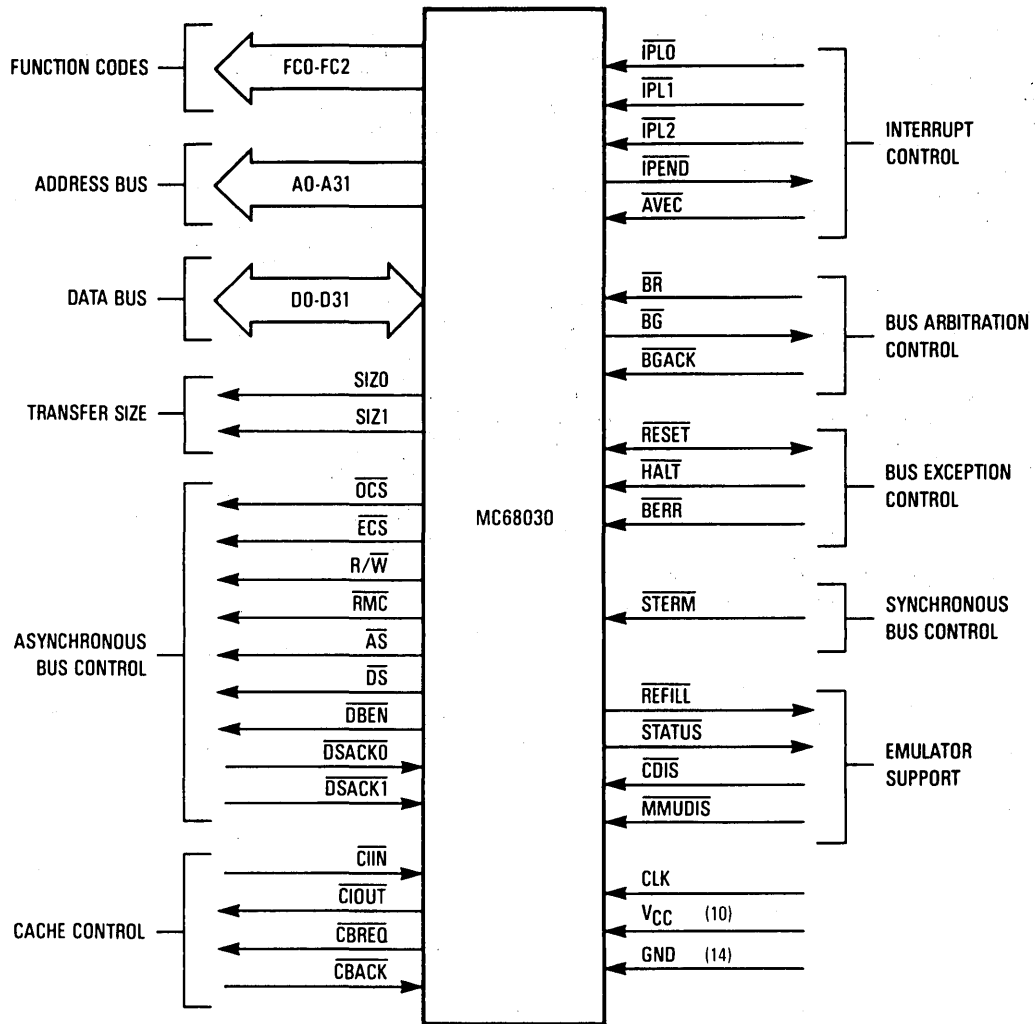 FUNCTION CODES
FC0-FC2
ADDRESS BUS
A0-A31
DATA BUS
D0-D31
TRANSFER SIZE
SIZ0
SIZ1
ASYNCHRONOUS
BUS CONTROL
OCS
ECS
R/W
RMC
AS
DS
DBEN
DSACK0
DSACK1
CACHE CONTROL
CIIN
CIOUT
CBREQ
CBACK
MC68030
IPL0
IPL1
IPL2
IPEND
AVEC
INTERRUPT
CONTROL
BR
BG
BGACK
BUS ARBITRATION
CONTROL
RESET
HALT
BERR
BUS EXCEPTION
CONTROL
STERM
SYNCHRONOUS
BUS CONTROL
REFILL
STATUS
CDIS
MMUDIS
EMULATOR
SUPPORT
CLK
VCC (10)
GND (14)